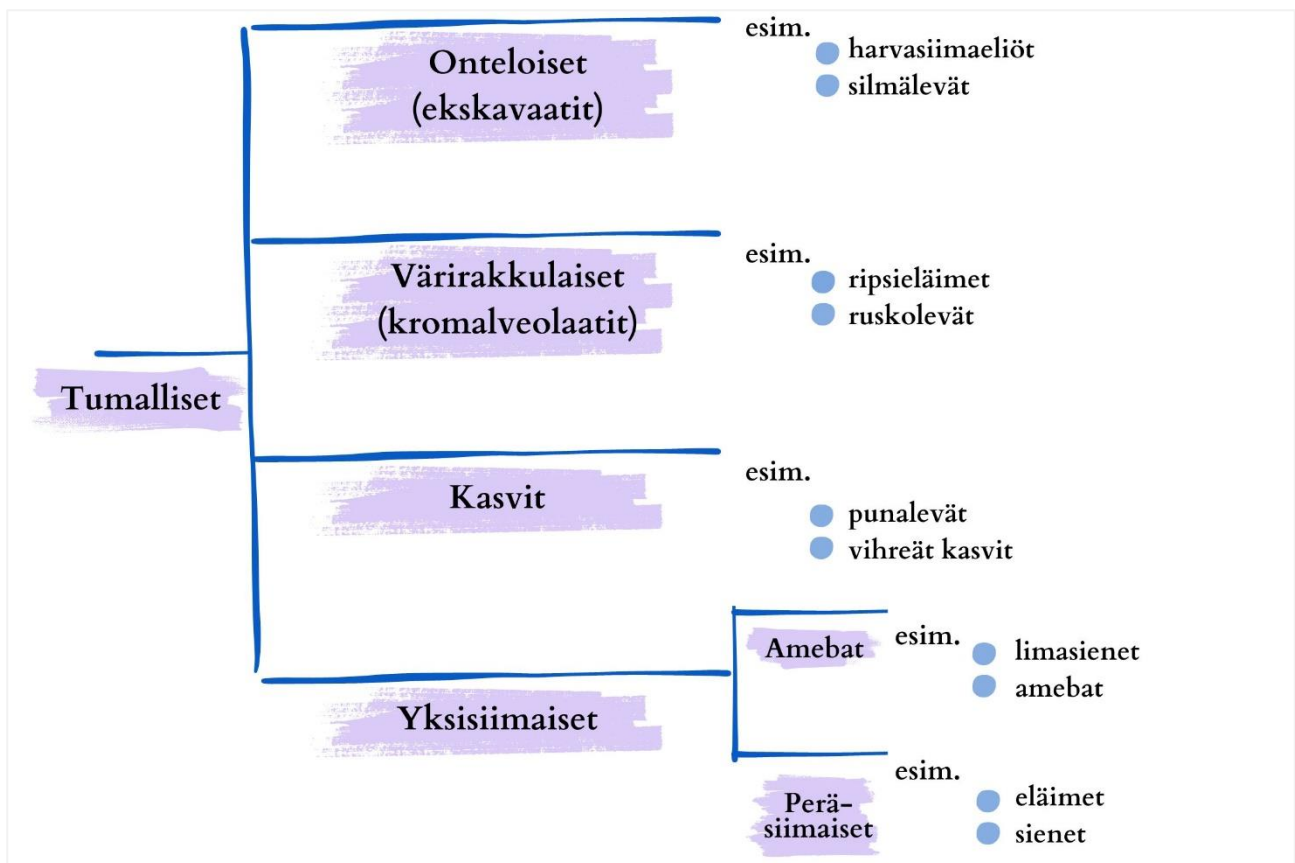 esim.
Onteloiset
(ekskavaatit)
harvasiimaeliöt
silmälevät
esim.
Värirakkulaiset
(kromalveolaatit)
ripsieläimet
ruskolevät
Tumalliset
esim.
Kasvit
punalevät
vihreät kasvit
Amebat
esim.
limasienet
amebat
Yksisiimaiset
esim.
Perä-
siimaiset
eläimet
sienet